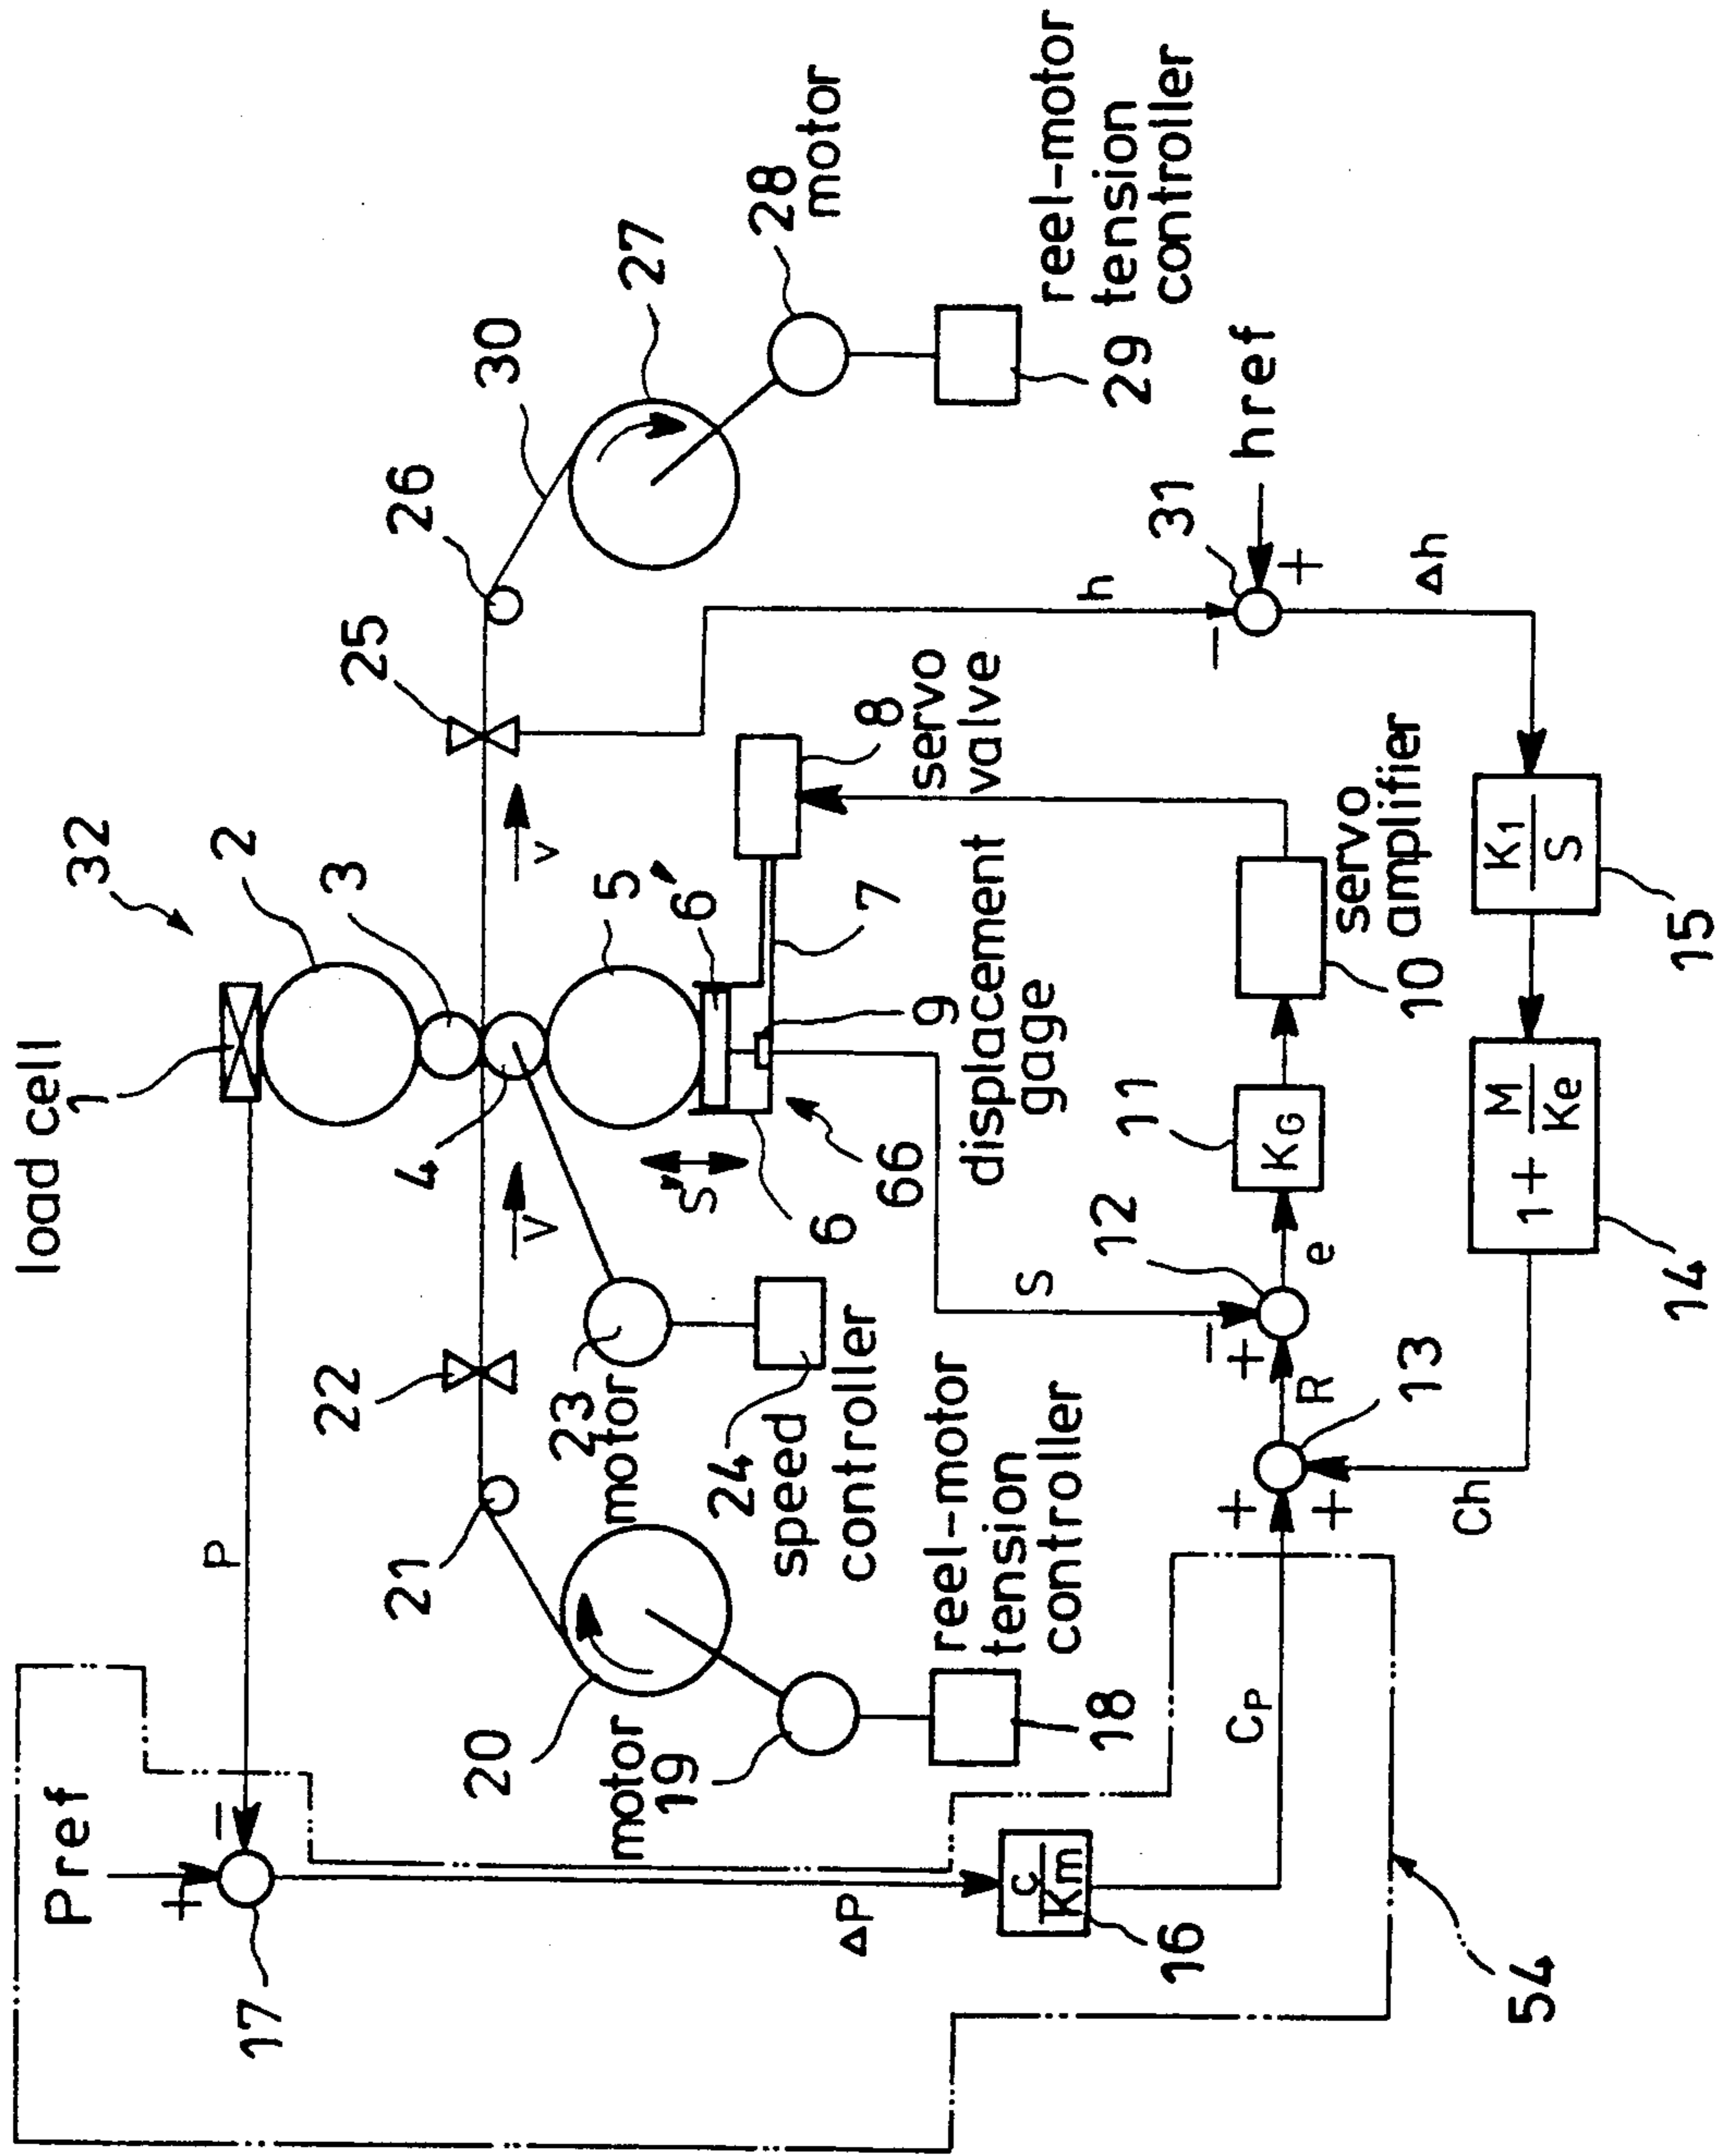 32
load cell
1
2
3
P
Pref
+
−
17
22
21
4
25
26
30
27
28
motor
v
V
5
6'
8
servo
valve
7
9
displacement
gage
S'
66
6
23
motor
24
speed
controller
20
motor
19
18
reel-motor
tension
controller
29
reel-motor
tension
controller
h
href
31
−
+
Δh
S
−
+
12
e
11
KG
10
servo
amplifier
K1
S
15
1+ M
Ke
14
Ch
13
R
+
+
CP
ΔP
C
Km
16
54